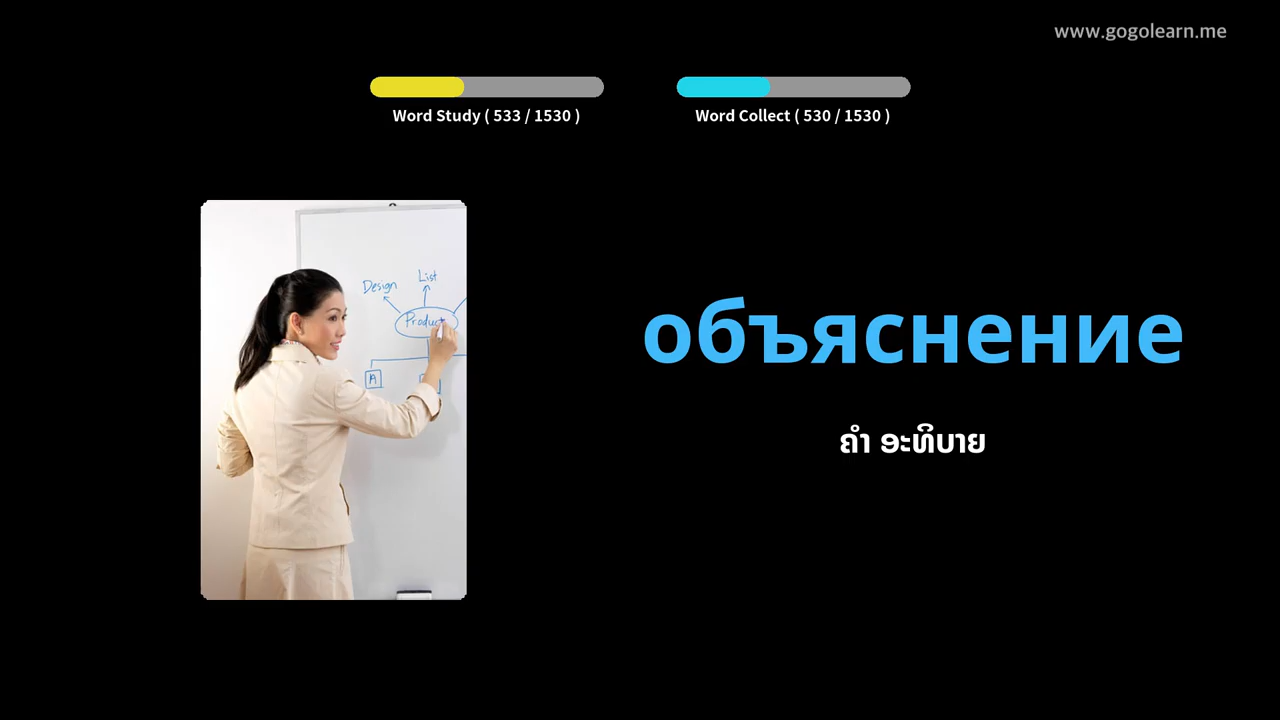 www.gogolearn.me
Word Study ( 533 / 1530 )
Word Collect ( 530 / 1530 )
List
Design
Product
A
объяснение
ຄຳ ອະທິບາຍ